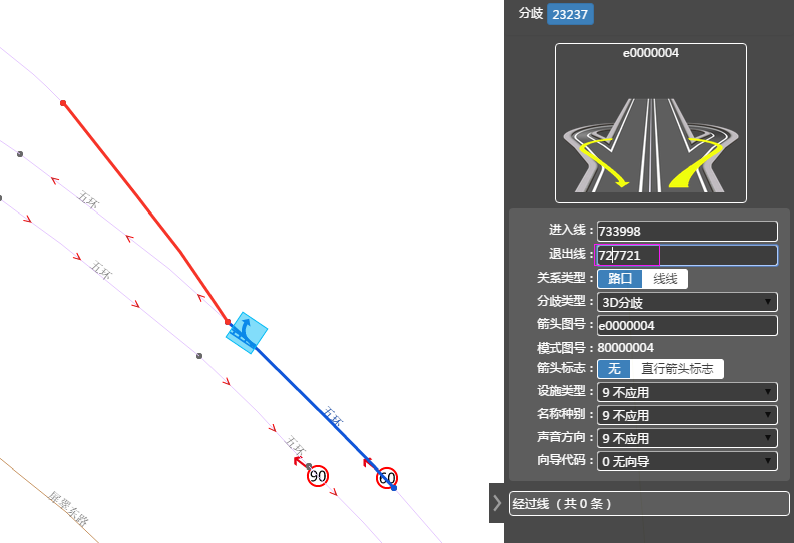 分歧 23237
e0000004
进入线：733998
退出线：727721
关系类型：路口 线线
分歧类型：3D分歧
箭头图号：e0000004
模式图号：80000004
箭头标志：无 直行箭头标志
设施类型：9 不应用
名称种别：9 不应用
声音方向：9 不应用
向导代码：0 无向导
经过线（共 0 条）
五环
五环
五环
五环
90
60
屏翠东路